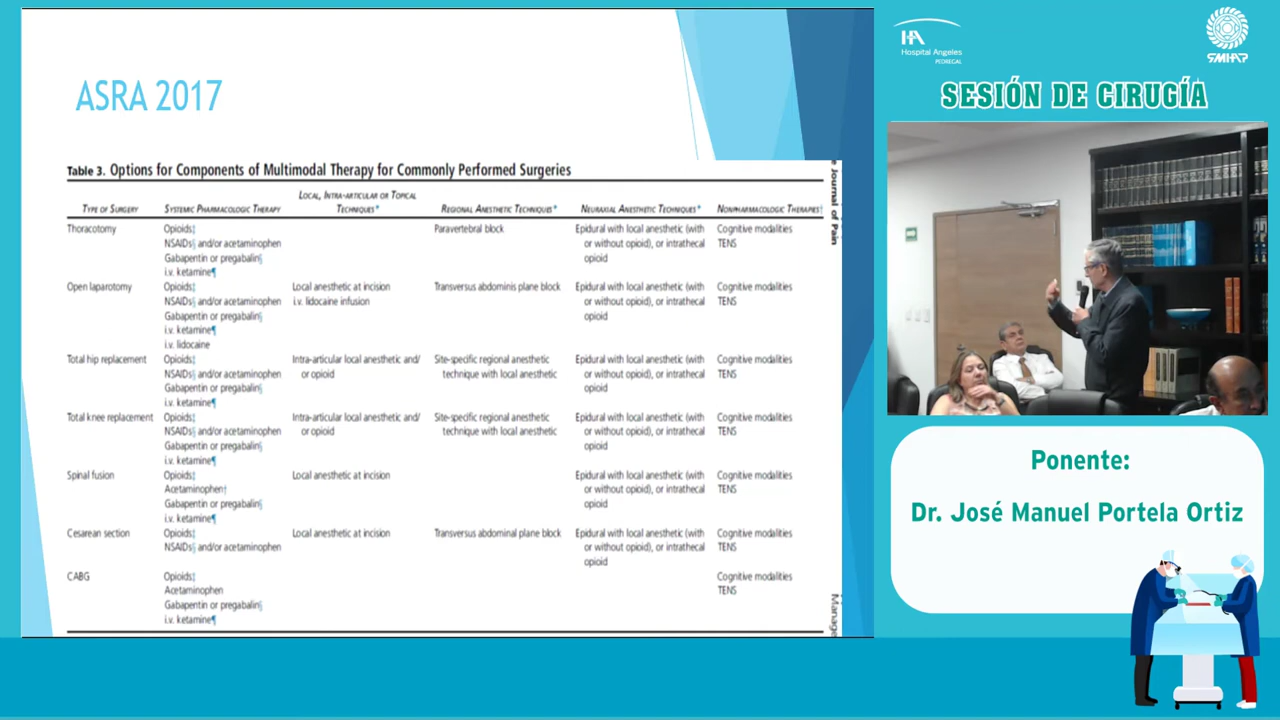 ASRA 2017
Table 3. Options for Components of Multimodal Therapy for Commonly Performed Surgeries
TYPE OF SURGERY
SYSTEMIC PHARMACOLOGIC THERAPY
LOCAL, INTRA-ARTICULAR OR TOPICAL
TECHNIQUES*
REGIONAL ANESTHETIC TECHNIQUES*
NEURAXIAL ANESTHETIC TECHNIQUES*
NONPHARMACOLOGIC THERAPIES†
Thoracotomy
Opioids‡
NSAIDs§ and/or acetaminophen
Gabapentin or pregabalin§
i.v. ketamine¶
Paravertebral block
Epidural with local anesthetic (with
or without opioid), or intrathecal
opioid
Cognitive modalities
TENS
Open laparotomy
Opioids‡
NSAIDs§ and/or acetaminophen
Gabapentin or pregabalin§
i.v. ketamine¶
i.v. lidocaine
Local anesthetic at incision
i.v. lidocaine infusion
Transversus abdominis plane block
Epidural with local anesthetic (with
or without opioid), or intrathecal
opioid
Cognitive modalities
TENS
Total hip replacement
Opioids‡
NSAIDs§ and/or acetaminophen
Gabapentin or pregabalin§
i.v. ketamine¶
Intra-articular local anesthetic and/
or opioid
Site-specific regional anesthetic
technique with local anesthetic
Epidural with local anesthetic (with
or without opioid), or intrathecal
opioid
Cognitive modalities
TENS
Total knee replacement
Opioids‡
NSAIDs§ and/or acetaminophen
Gabapentin or pregabalin§
i.v. ketamine¶
Intra-articular local anesthetic and/
or opioid
Site-specific regional anesthetic
technique with local anesthetic
Epidural with local anesthetic (with
or without opioid), or intrathecal
opioid
Cognitive modalities
TENS
Spinal fusion
Opioids‡
Acetaminophen†
Gabapentin or pregabalin§
i.v. ketamine¶
Local anesthetic at incision
Epidural with local anesthetic (with
or without opioid), or intrathecal
opioid
Cognitive modalities
TENS
Cesarean section
Opioids‡
NSAIDs§ and/or acetaminophen
Local anesthetic at incision
Transversus abdominal plane block
Epidural with local anesthetic (with
or without opioid), or intrathecal
opioid
Cognitive modalities
TENS
CABG
Opioids‡
Acetaminophen
Gabapentin or pregabalin§
i.v. ketamine¶
Cognitive modalities
TENS
e Journal of Pain
Manage
HA
Hospital Angeles
PEDREGAL
SMHAP
SESIÓN DE CIRUGÍA
Ponente:
Dr. José Manuel Portela Ortiz